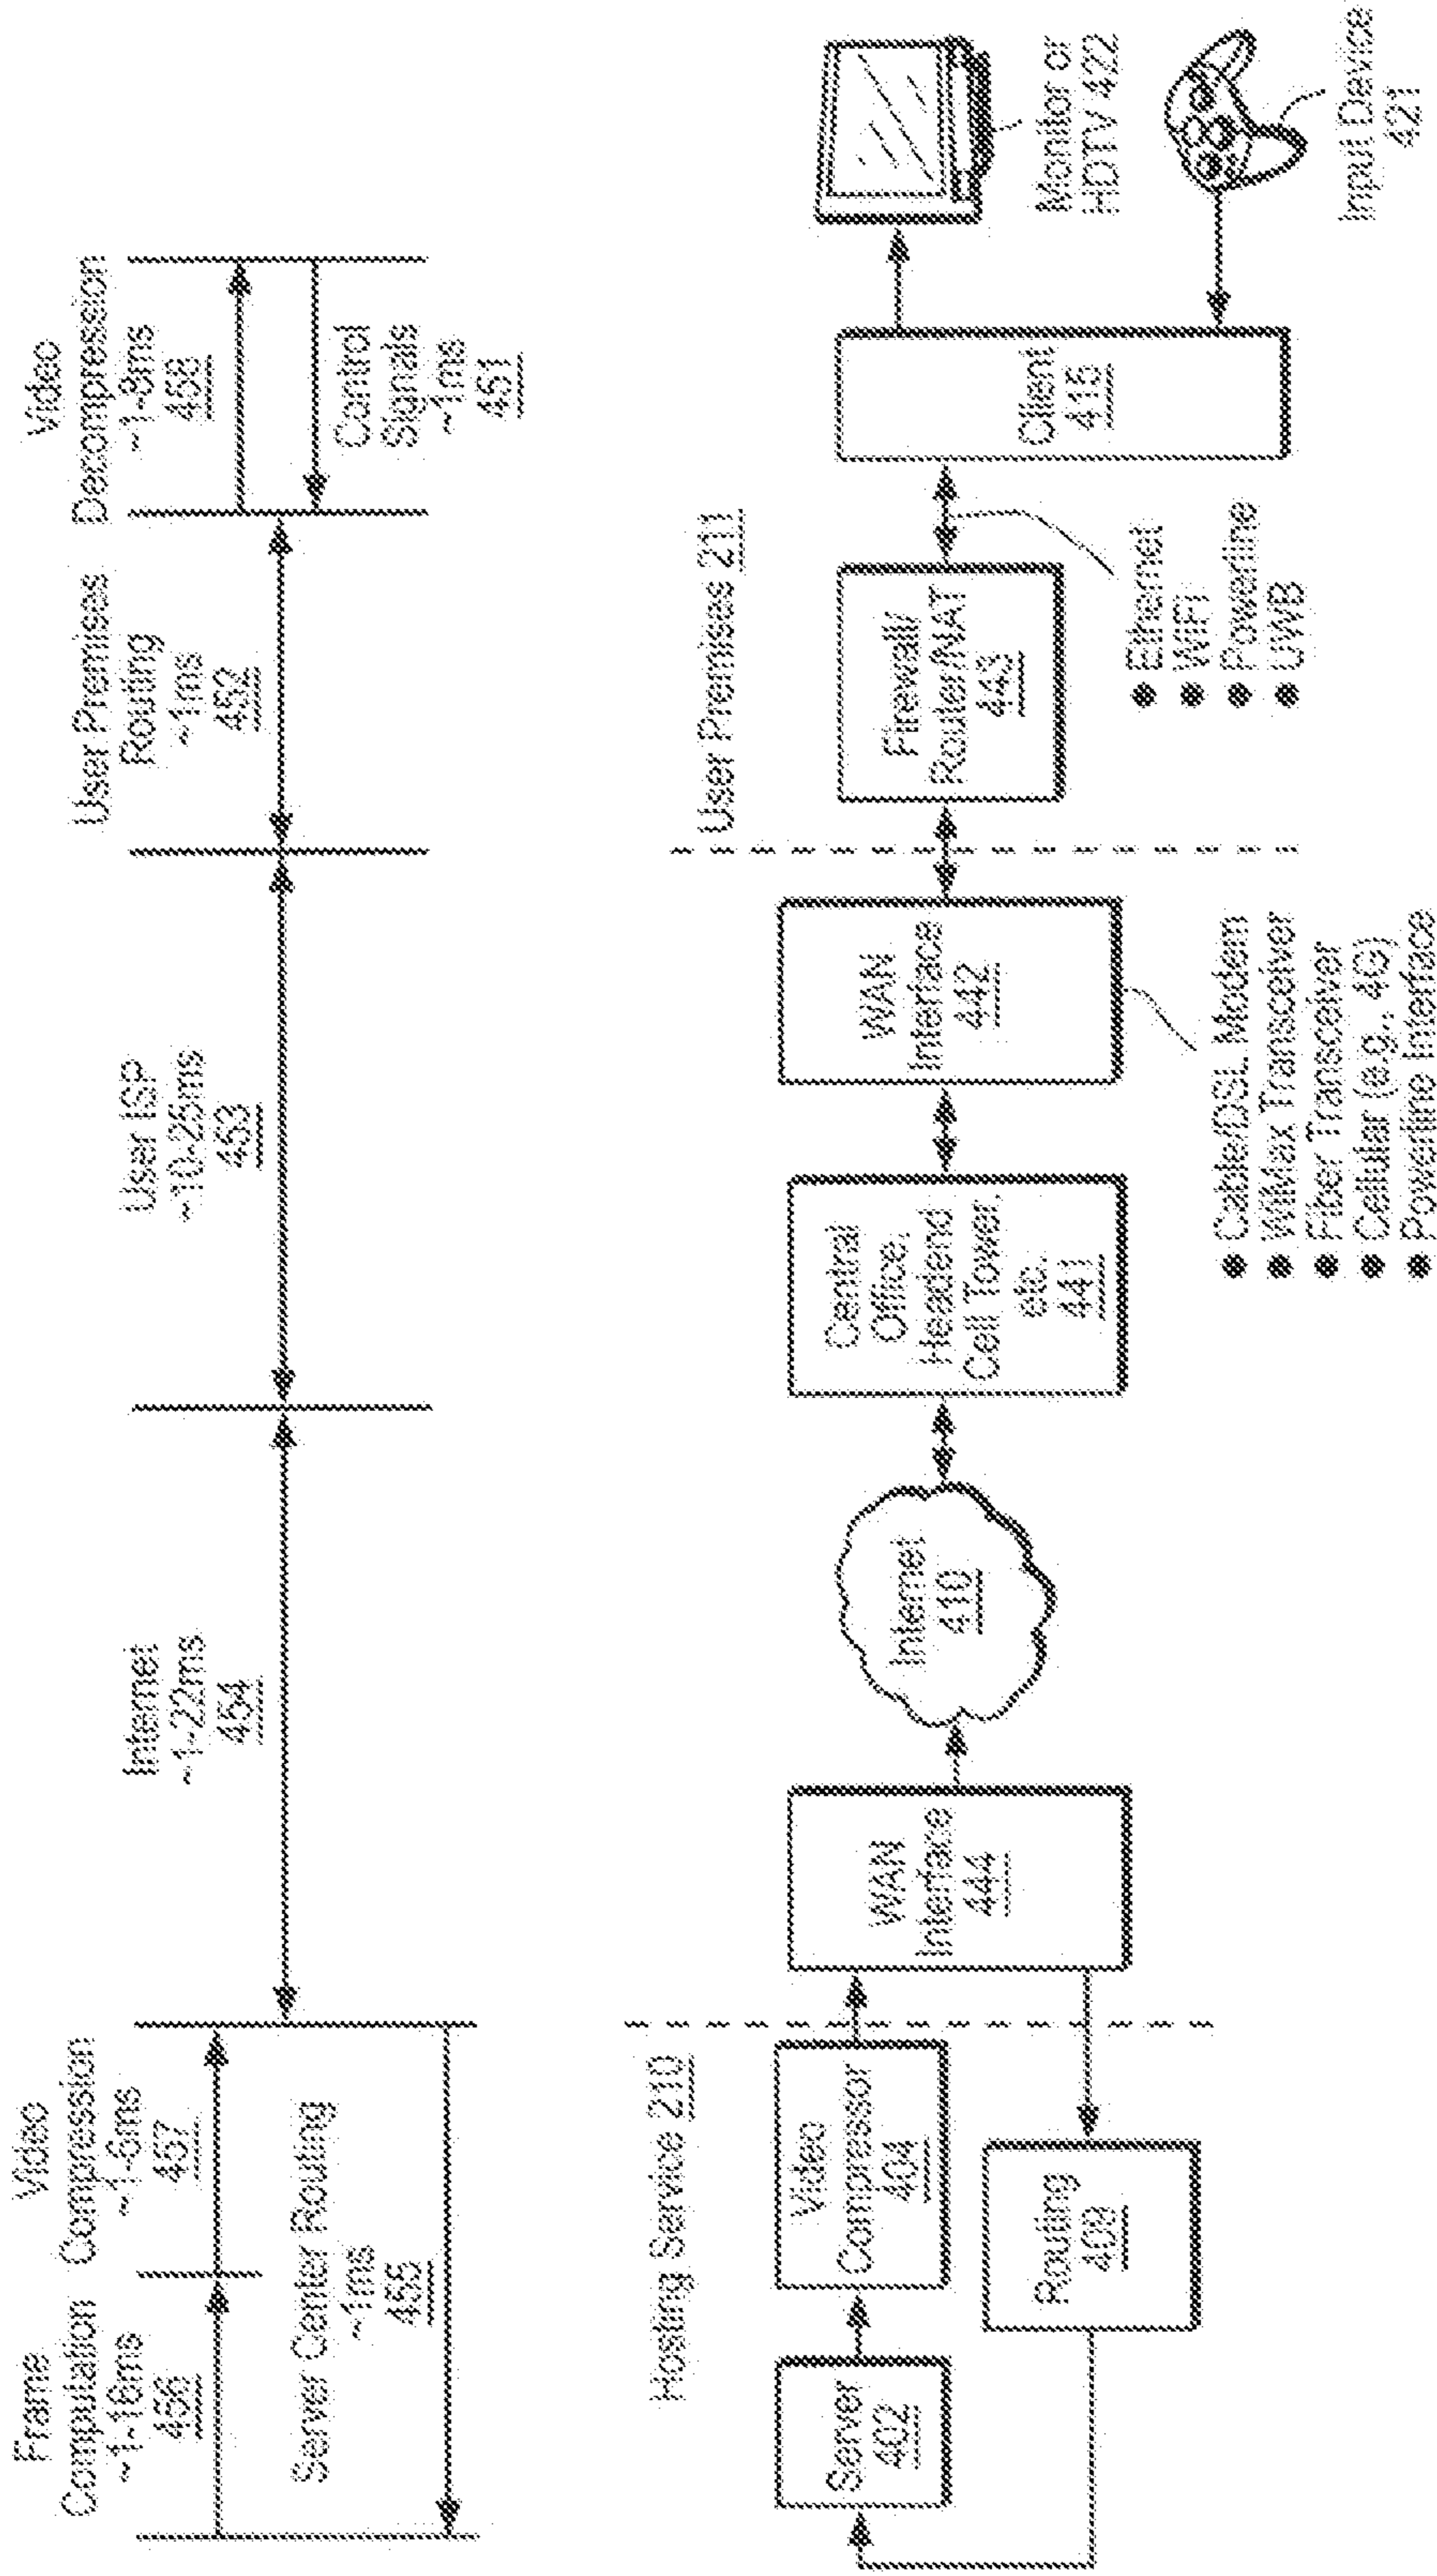 Frame
Computation
~1-16ms
456
Video
Compression
~1-6ms
457
Server Center Routing
~1ms
455
Internet
~1-22ms
454
User ISP
~10-25ms
453
User Premises
Routing
~1ms
452
Video
Decompression
~1-8ms
458
Control
Signals
~1ms
451
Hosting Service 210
Server
402
Video
Compressor
404
Routing
409
WAN
Interface
444
Internet
410
Central
Office,
Headend
Cell Tower,
etc.
441
WAN
Interface
442
● Cable/DSL Modem
● WiMax Transceiver
● Fiber Transceiver
● Cellular (e.g., 4G)
● Powerline Interface
User Premises 211
Firewall/
Router/NAT
443
● Ethernet
● WiFi
● Powerline
● UWB
Client
415
Monitor or
HDTV 422
Input Device
421